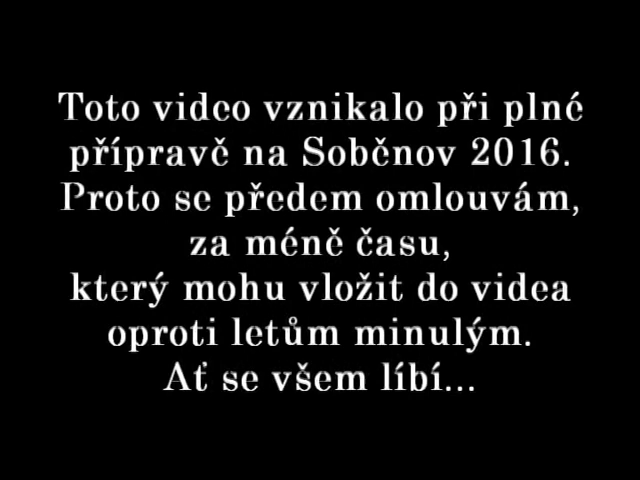 Toto video vznikalo při plné
přípravě na Soběnov 2016.
Proto se předem omlouvám,
za méně času,
který mohu vložit do videa
oproti letům minulým.
Ať se všem líbí...